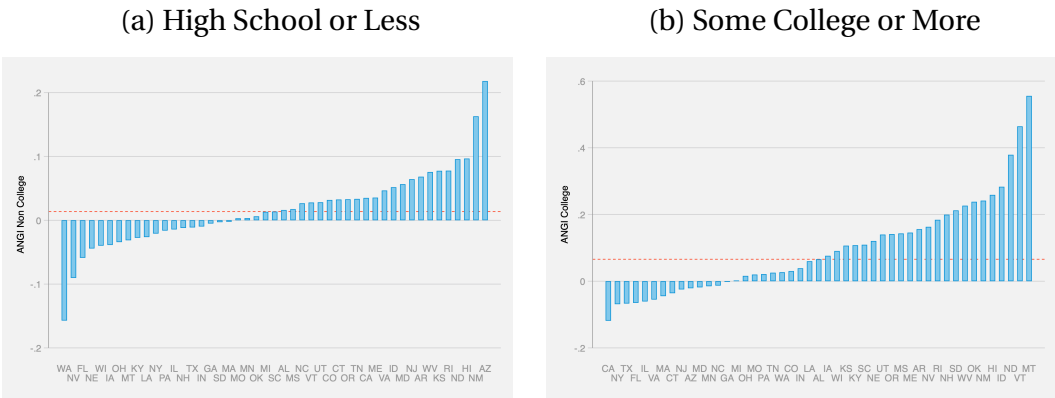 (a) High School or Less
ANGI Non College
.2
.1
0
-.1
-.2
WA FL WI OH KY NY IL TX GA MA MN MI AL NC UT CT TN ME ID NJ WV RI HI AZ
NV NE IA MT LA PA NH IN SD MO OK SC MS VT CO OR CA VA MD AR KS ND NM
(b) Some College or More
ANGI College
.6
.4
.2
0
-.2
CA TX IL MA NJ MD NC MI MO TN CO LA IA KS SC UT MS AR RI SD OK HI ND MT
NY FL VA CT AZ MN GA OH PA WA IN AL WI KY NE OR ME NV NH WV NM ID VT